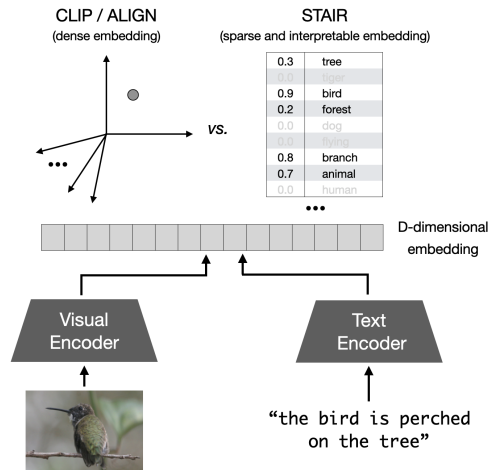 CLIP / ALIGN
(dense embedding)
STAIR
(sparse and interpretable embedding)
vs.
0.3 tree
0.0 tiger
0.9 bird
0.2 forest
0.0 dog
0.0 flying
0.8 branch
0.7 animal
0.0 human
D-dimensional
embedding
Visual
Encoder
Text
Encoder
“the bird is perched
on the tree”